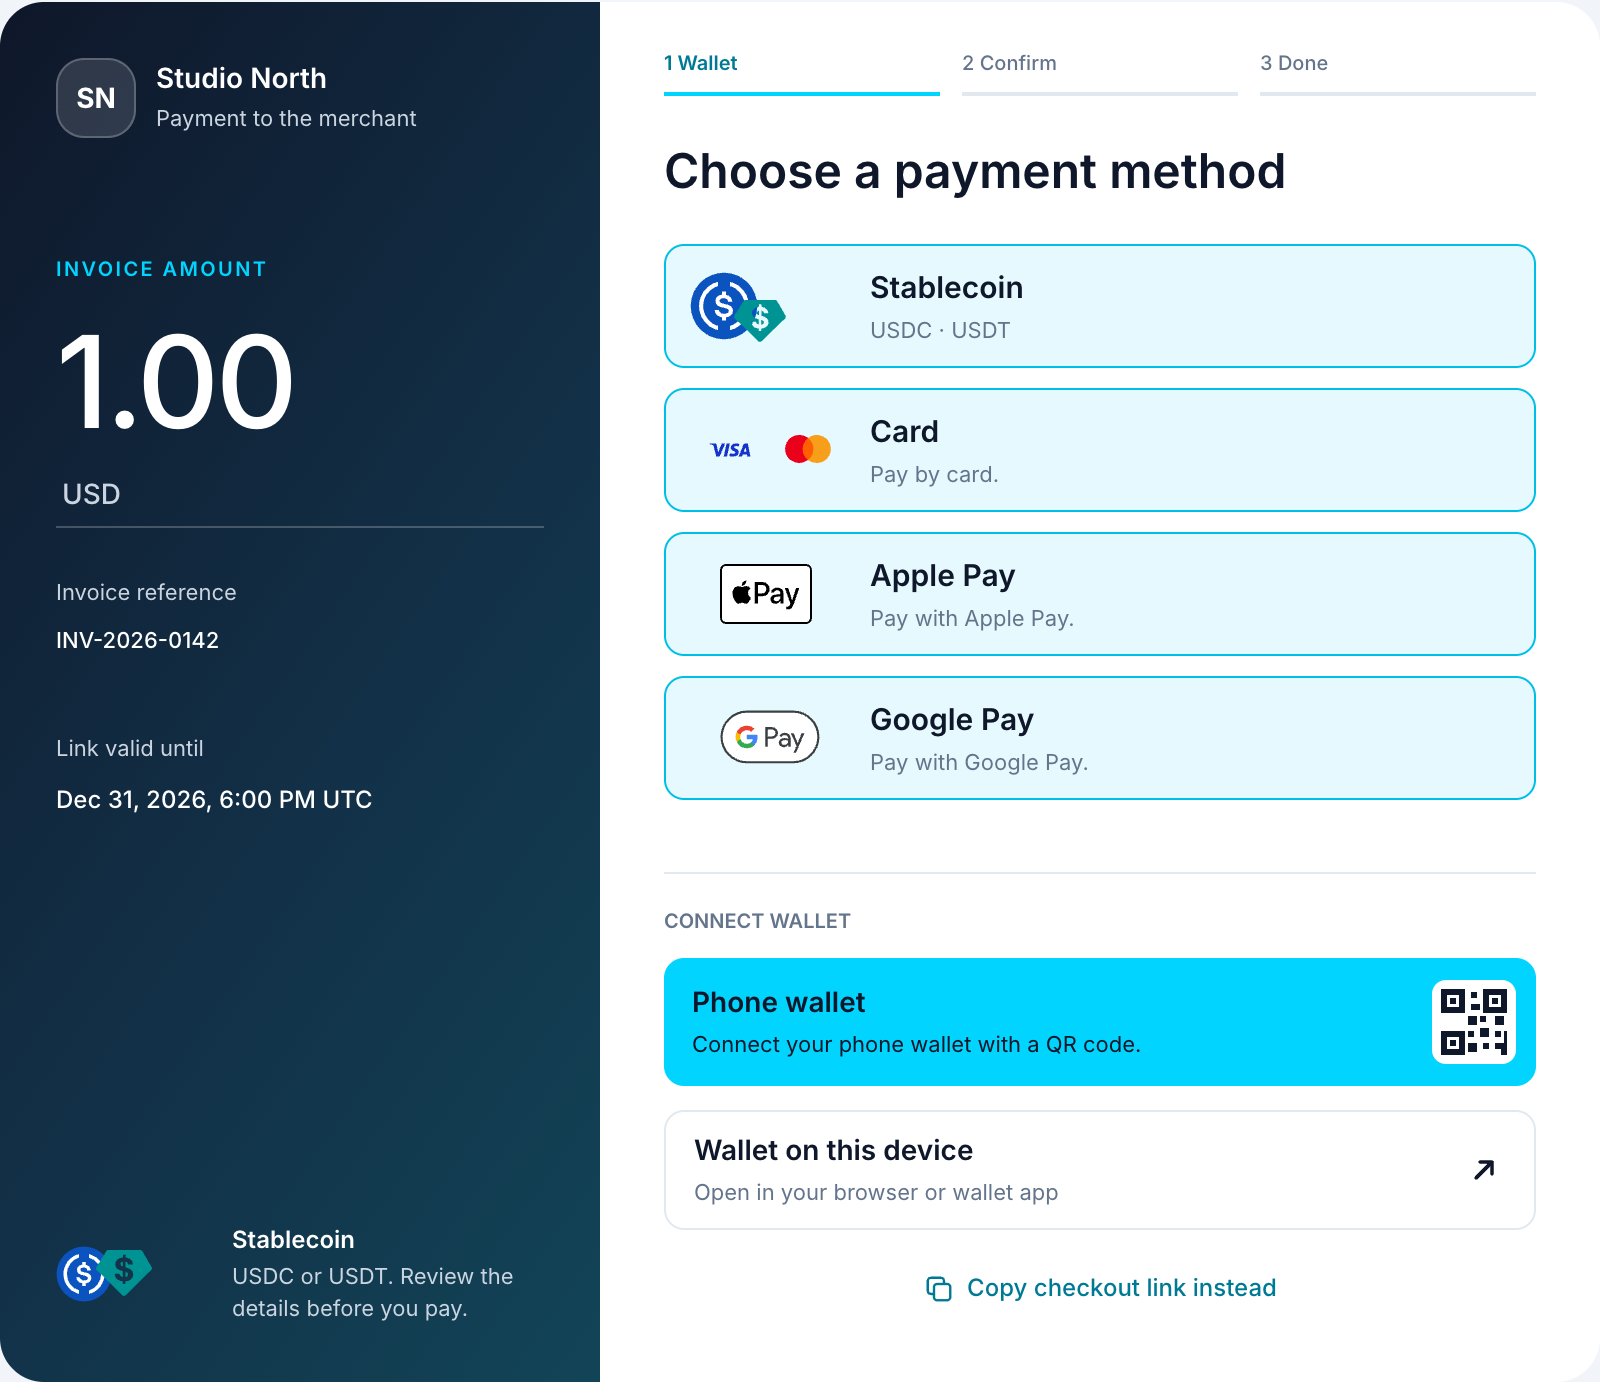 SN
Studio North
Payment to the merchant
INVOICE AMOUNT
1.00
USD
Invoice reference
INV-2026-0142
Link valid until
Dec 31, 2026, 6:00 PM UTC
Stablecoin
USDC or USDT. Review the
details before you pay.
1 Wallet
2 Confirm
3 Done
Choose a payment method
Stablecoin
USDC · USDT
VISA
Card
Pay by card.
Pay
Apple Pay
Pay with Apple Pay.
G Pay
Google Pay
Pay with Google Pay.
CONNECT WALLET
Phone wallet
Connect your phone wallet with a QR code.
Wallet on this device
Open in your browser or wallet app
Copy checkout link instead